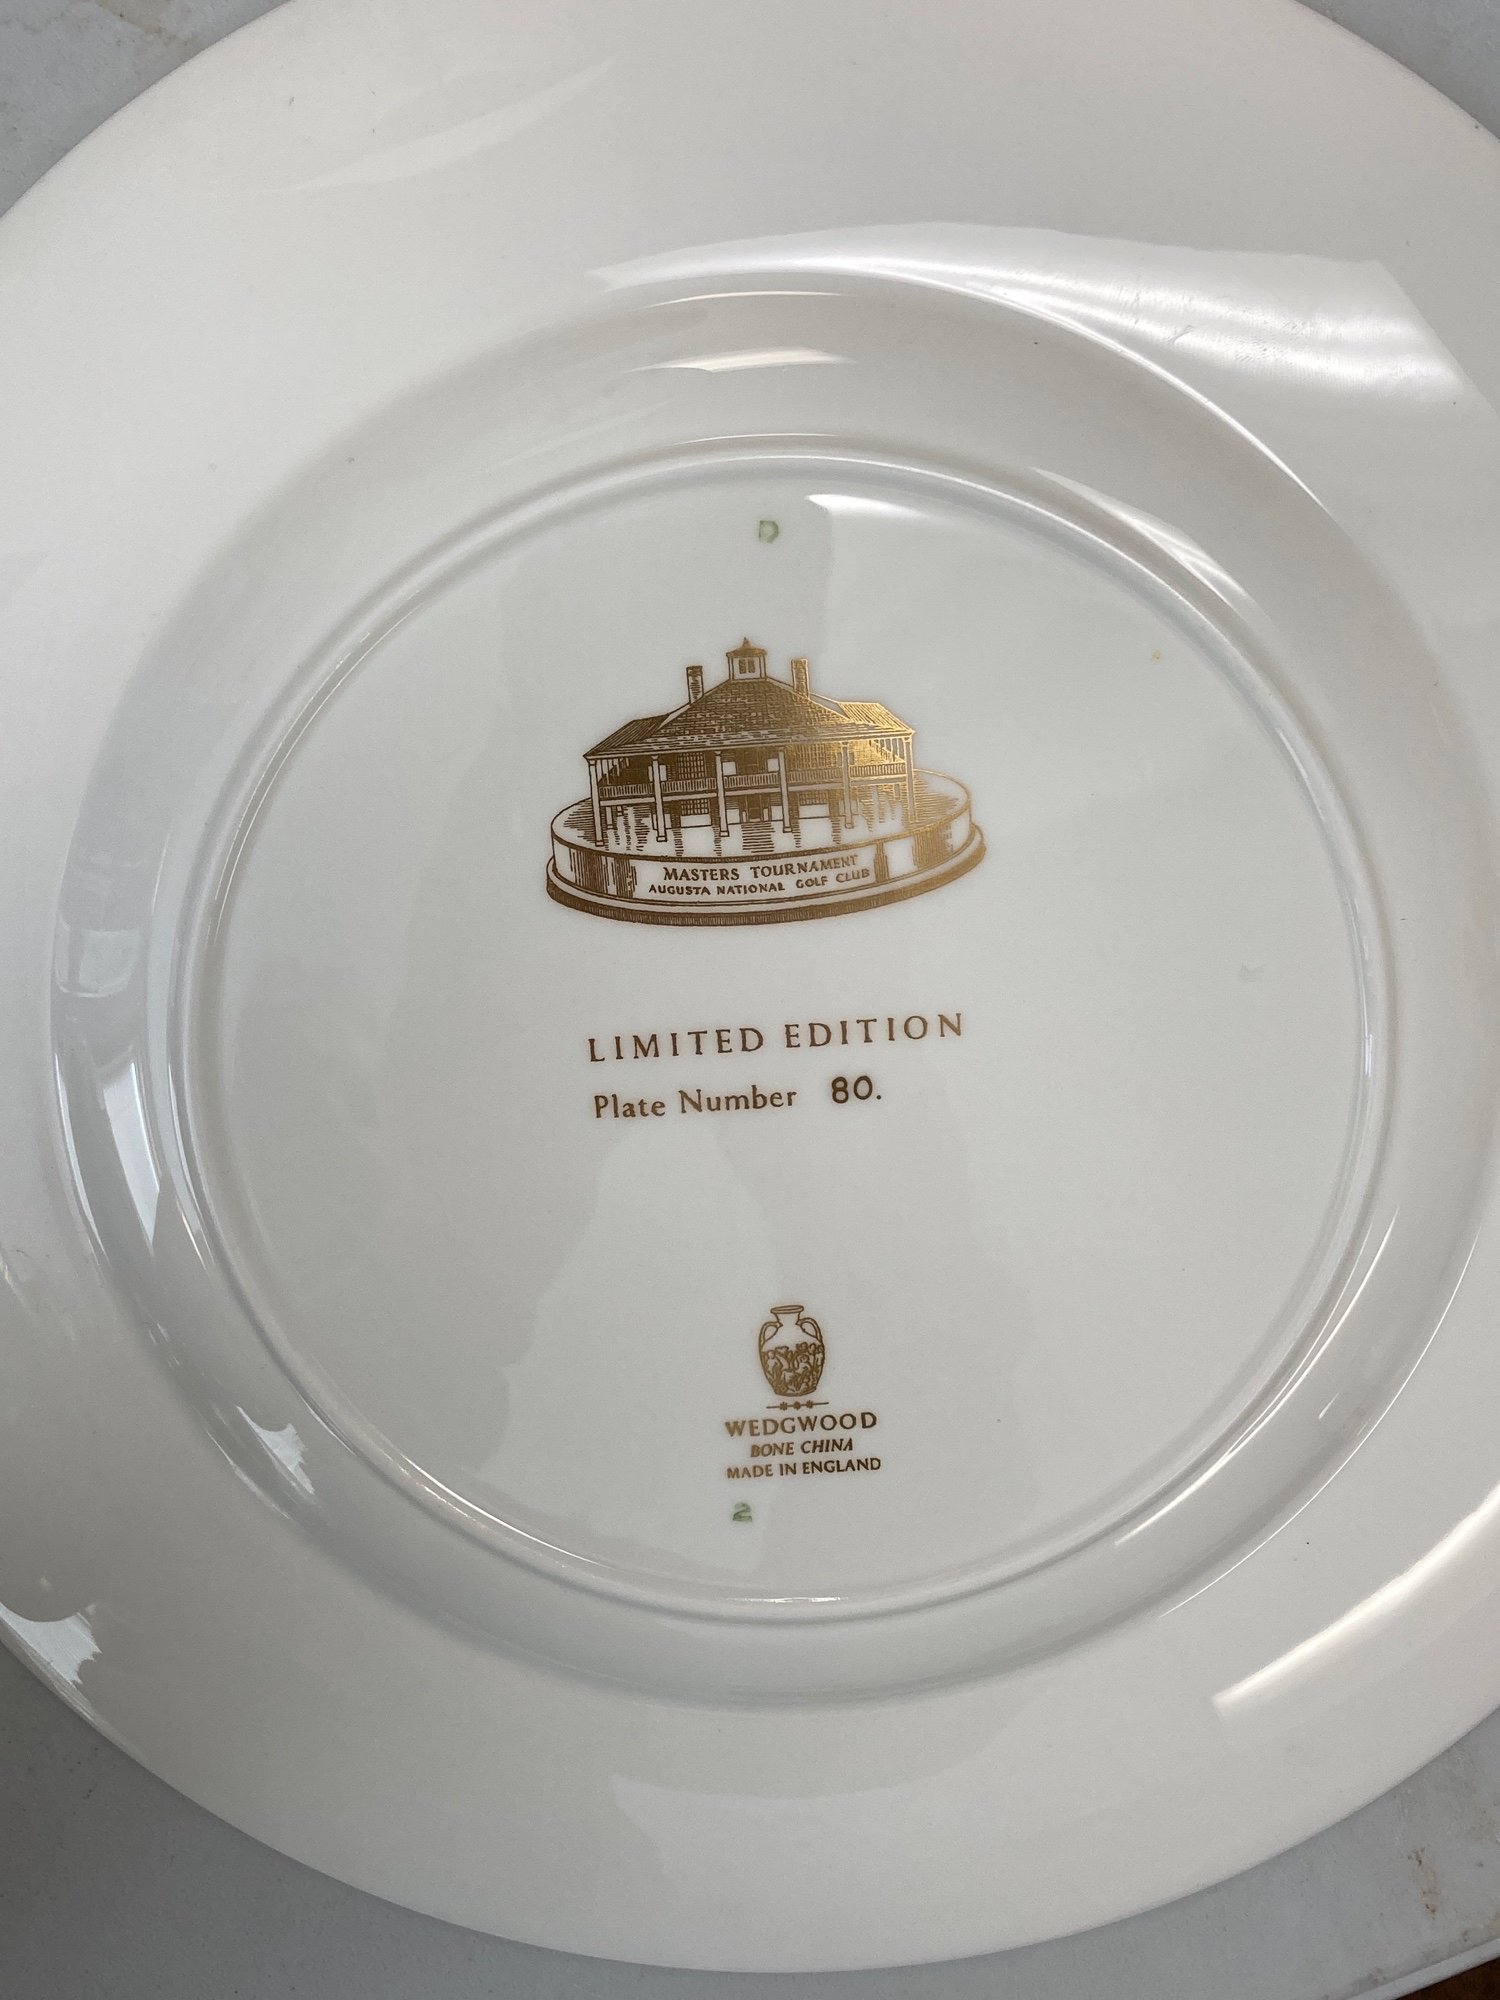 D
MASTERS TOURNAMENT
AUGUSTA NATIONAL GOLF CLUB
LIMITED EDITION
Plate Number 80.
WEDGWOOD
BONE CHINA
MADE IN ENGLAND
2